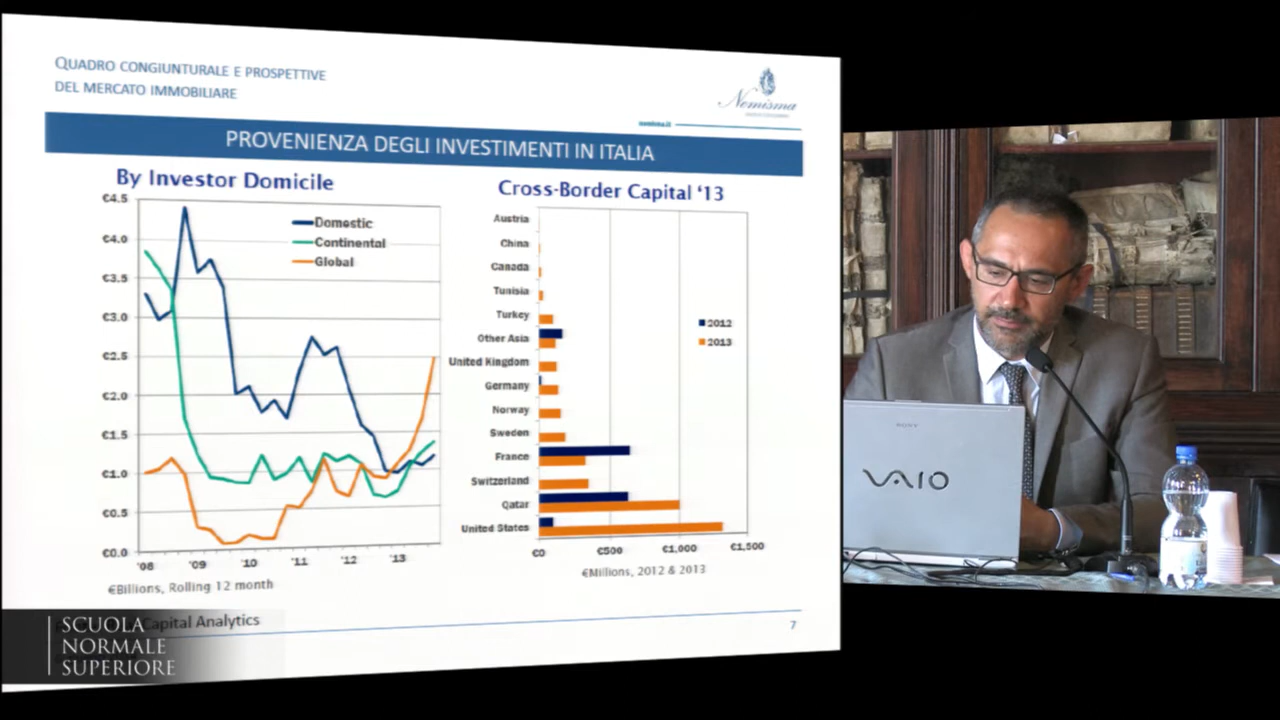 QUADRO CONGIUNTURALE E PROSPETTIVE
DEL MERCATO IMMOBILIARE
Nomisma
nomisma.it
PROVENIENZA DEGLI INVESTIMENTI IN ITALIA
By Investor Domicile
€4.5
€4.0
€3.5
€3.0
€2.5
€2.0
€1.5
€1.0
€0.5
€0.0
Domestic
Continental
Global
'08 '09 '10 '11 '12 '13
€Billions, Rolling 12 month
Cross-Border Capital '13
Austria
China
Canada
Tunisia
Turkey
Other Asia
United Kingdom
Germany
Norway
Sweden
France
Switzerland
Qatar
United States
2012
2013
€0 €500 €1,000 €1,500
€Millions, 2012 & 2013
Capital Analytics
7
SCUOLA
NORMALE
SUPERIORE
SONY
VAIO